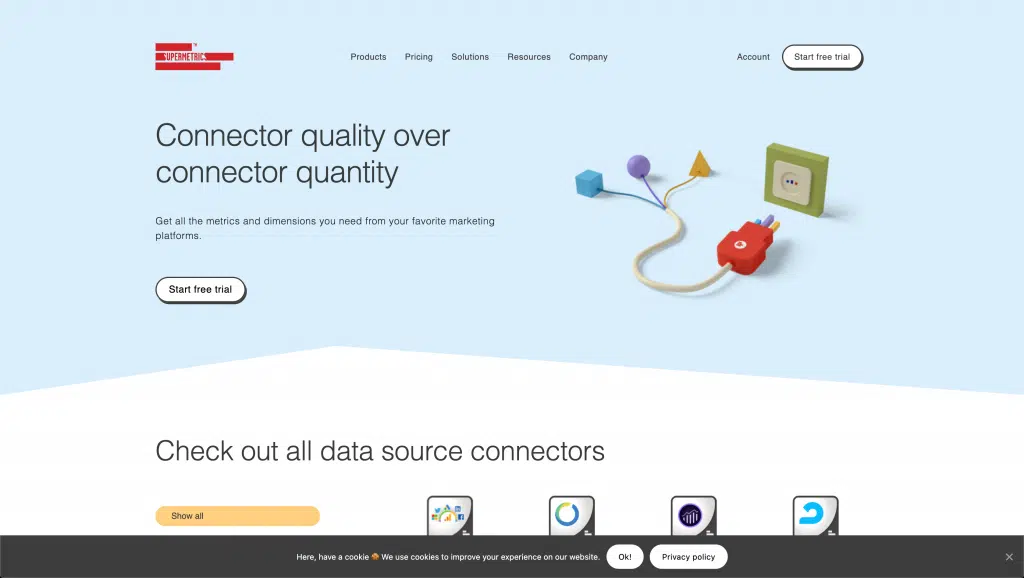 SUPERMETRICS
Products Pricing Solutions Resources Company Account Start free trial
Connector quality over
connector quantity
Get all the metrics and dimensions you need from your favorite marketing
platforms.
Start free trial
Check out all data source connectors
Show all
Here, have a cookie 🍪 We use cookies to improve your experience on our website. Ok! Privacy policy